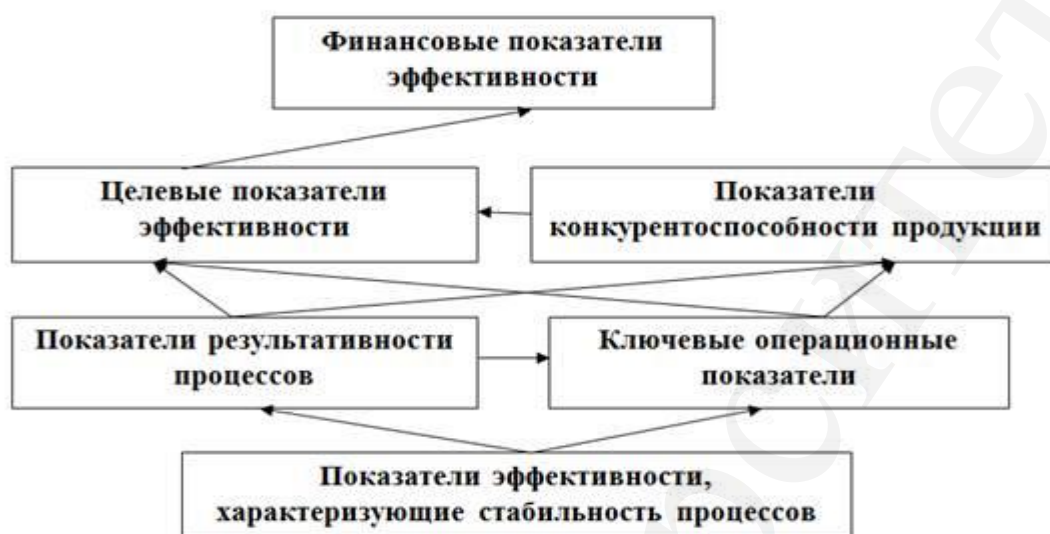 Финансовые показатели
эффективности
Целевые показатели
эффективности
Показатели
конкурентоспособности продукции
Показатели результативности
процессов
Ключевые операционные
показатели
Показатели эффективности,
характеризующие стабильность процессов